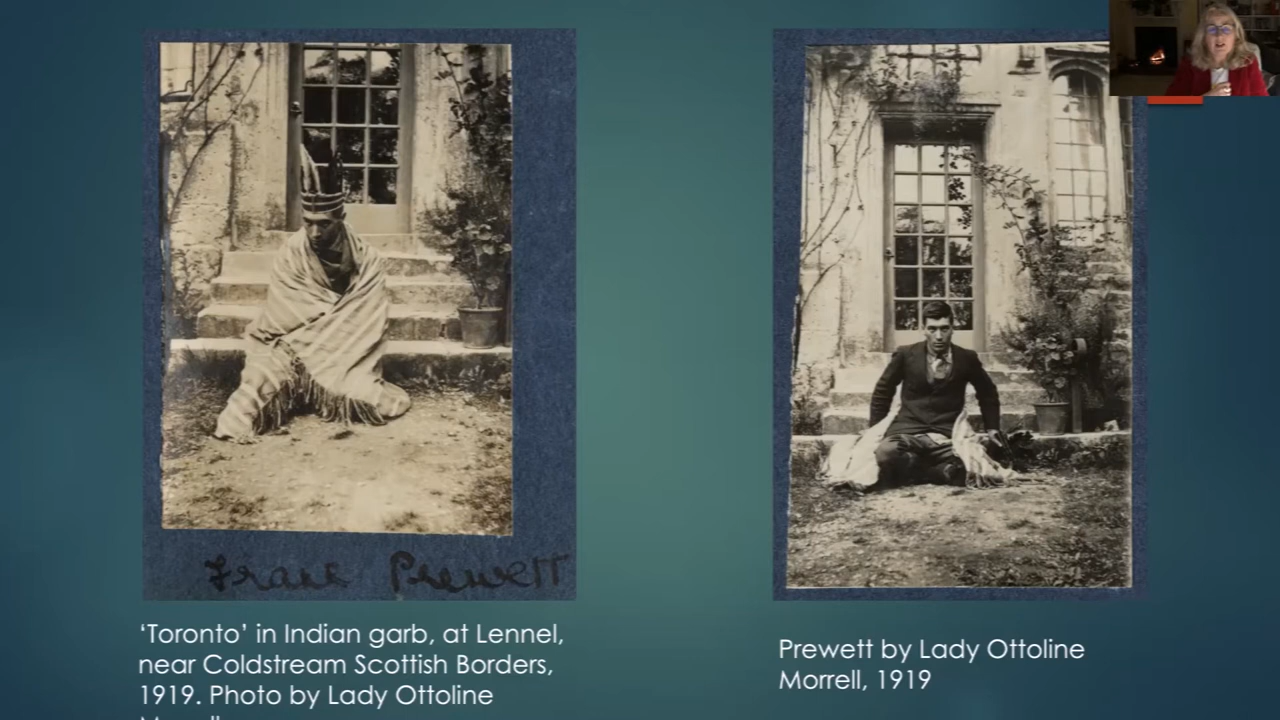 Frank Prewett
‘Toronto’ in Indian garb, at Lennel,
near Coldstream Scottish Borders,
1919. Photo by Lady Ottoline
Morrell
Prewett by Lady Ottoline
Morrell, 1919